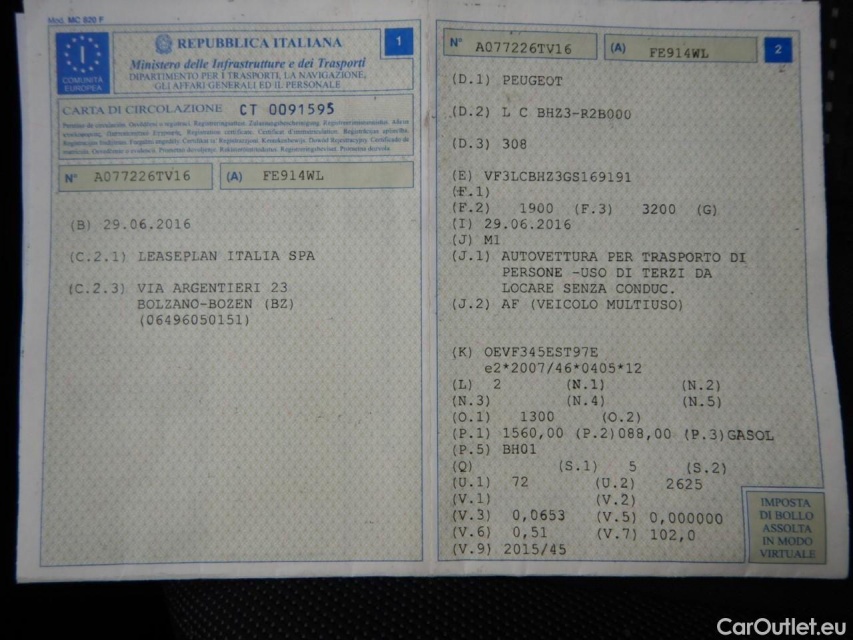 Mod. MC 820 F
I
COMUNITÀ
EUROPEA
REPUBBLICA ITALIANA
1
Ministero delle Infrastrutture e dei Trasporti
DIPARTIMENTO PER I TRASPORTI, LA NAVIGAZIONE,
GLI AFFARI GENERALI ED IL PERSONALE
CARTA DI CIRCOLAZIONE CT 0091595
N° A077226TV16 (A) FE914WL
(B) 29.06.2016
(C.2.1) LEASEPLAN ITALIA SPA
(C.2.3) VIA ARGENTIERI 23
BOLZANO-BOZEN (BZ)
(06496050151)
N° A077226TV16 (A) FE914WL 2
(D.1) PEUGEOT
(D.2) L C BHZ3-R2B000
(D.3) 308
(E) VF3LCBHZ3GS169191
(F.1)
(F.2) 1900 (F.3) 3200 (G)
(I) 29.06.2016
(J) M1
(J.1) AUTOVETTURA PER TRASPORTO DI
PERSONE -USO DI TERZI DA
LOCARE SENZA CONDUC.
(J.2) AF (VEICOLO MULTIUSO)
(K) OEVF345EST97E
e2*2007/46*0405*12
(L) 2 (N.1) (N.2)
(N.3) (N.4) (N.5)
(O.1) 1300 (O.2)
(P.1) 1560,00 (P.2)088,00 (P.3)GASOL
(P.5) BH01
(Q) (S.1) 5 (S.2)
(U.1) 72 (U.2) 2625
(V.1) (V.2)
(V.3) 0,0653 (V.5) 0,000000
(V.6) 0,51 (V.7) 102,0
(V.9) 2015/45
IMPOSTA
DI BOLLO
ASSOLTA
IN MODO
VIRTUALE
CarOutlet.eu